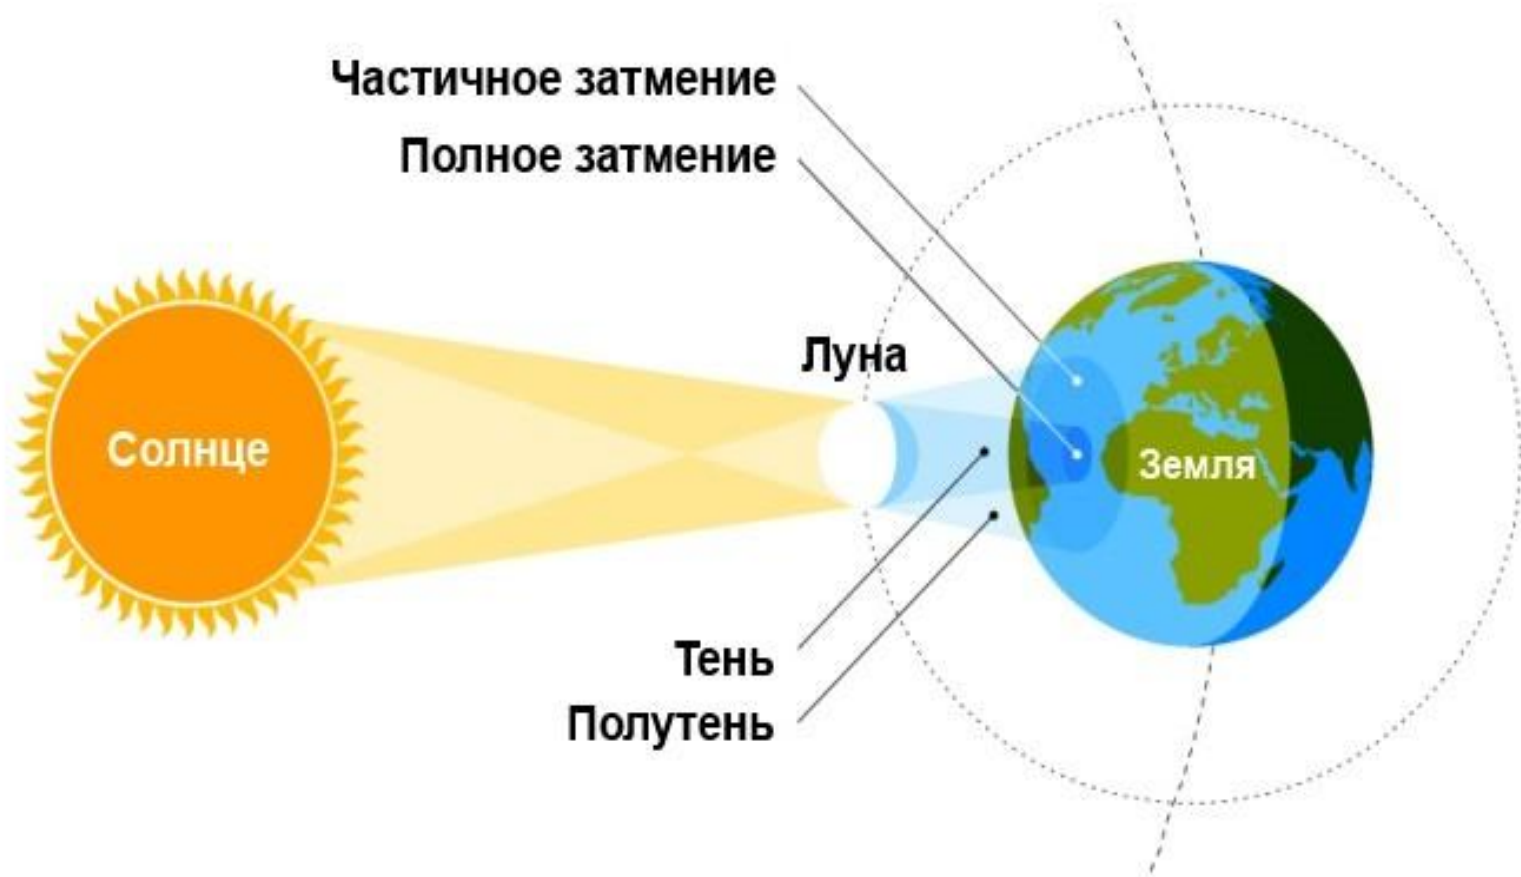 Частичное затмение
Полное затмение
Луна
Солнце
Земля
Тень
Полутень